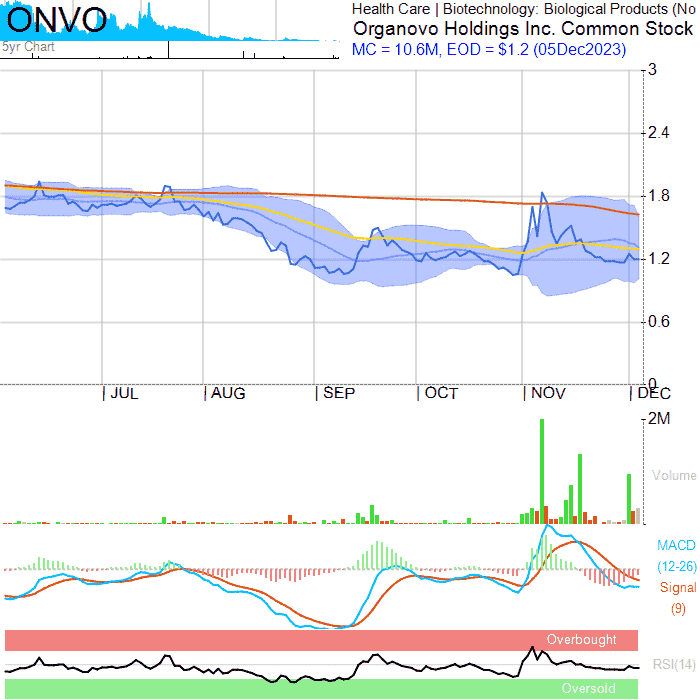 ONVO
5yr Chart
Health Care | Biotechnology: Biological Products (No
Organovo Holdings Inc. Common Stock
MC = 10.6M, EOD = $1.2 (05Dec2023)
3
2.4
1.8
1.2
0.6
0
JUL AUG SEP OCT NOV DEC
2M
Volume
MACD
(12-26)
Signal
(9)
Overbought
RSI(14)
Oversold